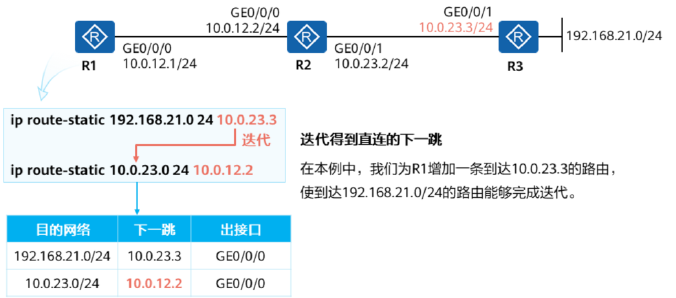 GE0/0/0
10.0.12.2/24
GE0/0/1
10.0.23.3/24
192.168.21.0/24
R
R
R
GE0/0/0
10.0.12.1/24
GE0/0/1
10.0.23.2/24
R1
R2
R3
ip route-static 192.168.21.0 24 10.0.23.3
迭代
ip route-static 10.0.23.0 24 10.0.12.2
迭代得到直连的下一跳
在本例中，我们为R1增加一条到达10.0.23.3的路由，
使到达192.168.21.0/24的路由能够完成迭代。
目的网络 下一跳 出接口
192.168.21.0/24 10.0.23.3 GE0/0/0
10.0.23.0/24 10.0.12.2 GE0/0/0